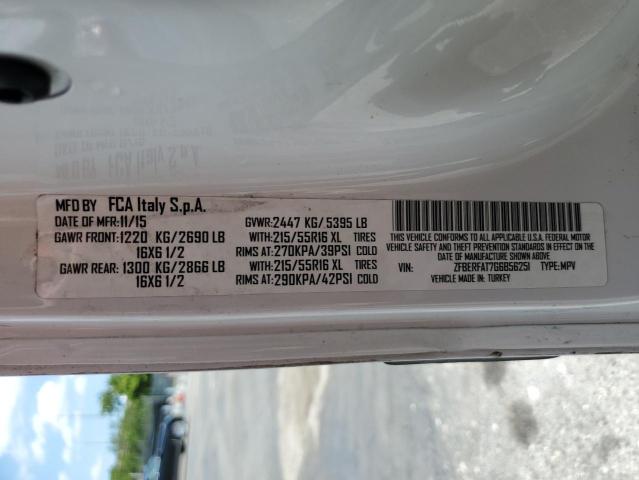 MFD BY FCA Italy S.p.A.
DATE OF MFR:11/15 GVWR:2447 KG/5395 LB
GAWR FRONT:1220 KG/2690 LB WITH:215/55R16 XL TIRES
16X6 1/2 RIMS AT:270KPA/39PSI COLD
GAWR REAR:1300 KG/2866 LB WITH:215/55R16 XL TIRES
16X6 1/2 RIMS AT:290KPA/42PSI COLD
THIS VEHICLE CONFORMS TO ALL APPLICABLE U.S.A. FEDERAL MOTOR
VEHICLE SAFETY AND THEFT PREVENTION STANDARDS IN EFFECT
ON THE DATE OF MANUFACTURE SHOWN ABOVE.
VIN: ZFBERFAT7G6B56251 TYPE:MPV
VEHICLE MADE IN: TURKEY